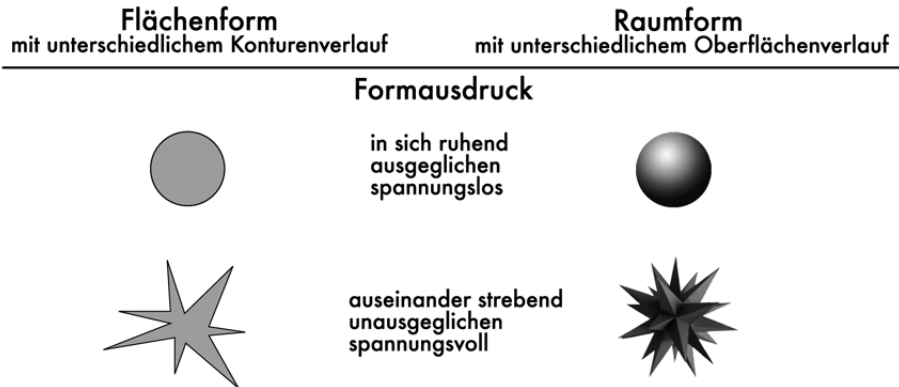 Flächenform
mit unterschiedlichem Konturenverlauf
Raumform
mit unterschiedlichem Oberflächenverlauf
Formausdruck
in sich ruhend
ausgeglichen
spannungslos
auseinander strebend
unausgeglichen
spannungsvoll